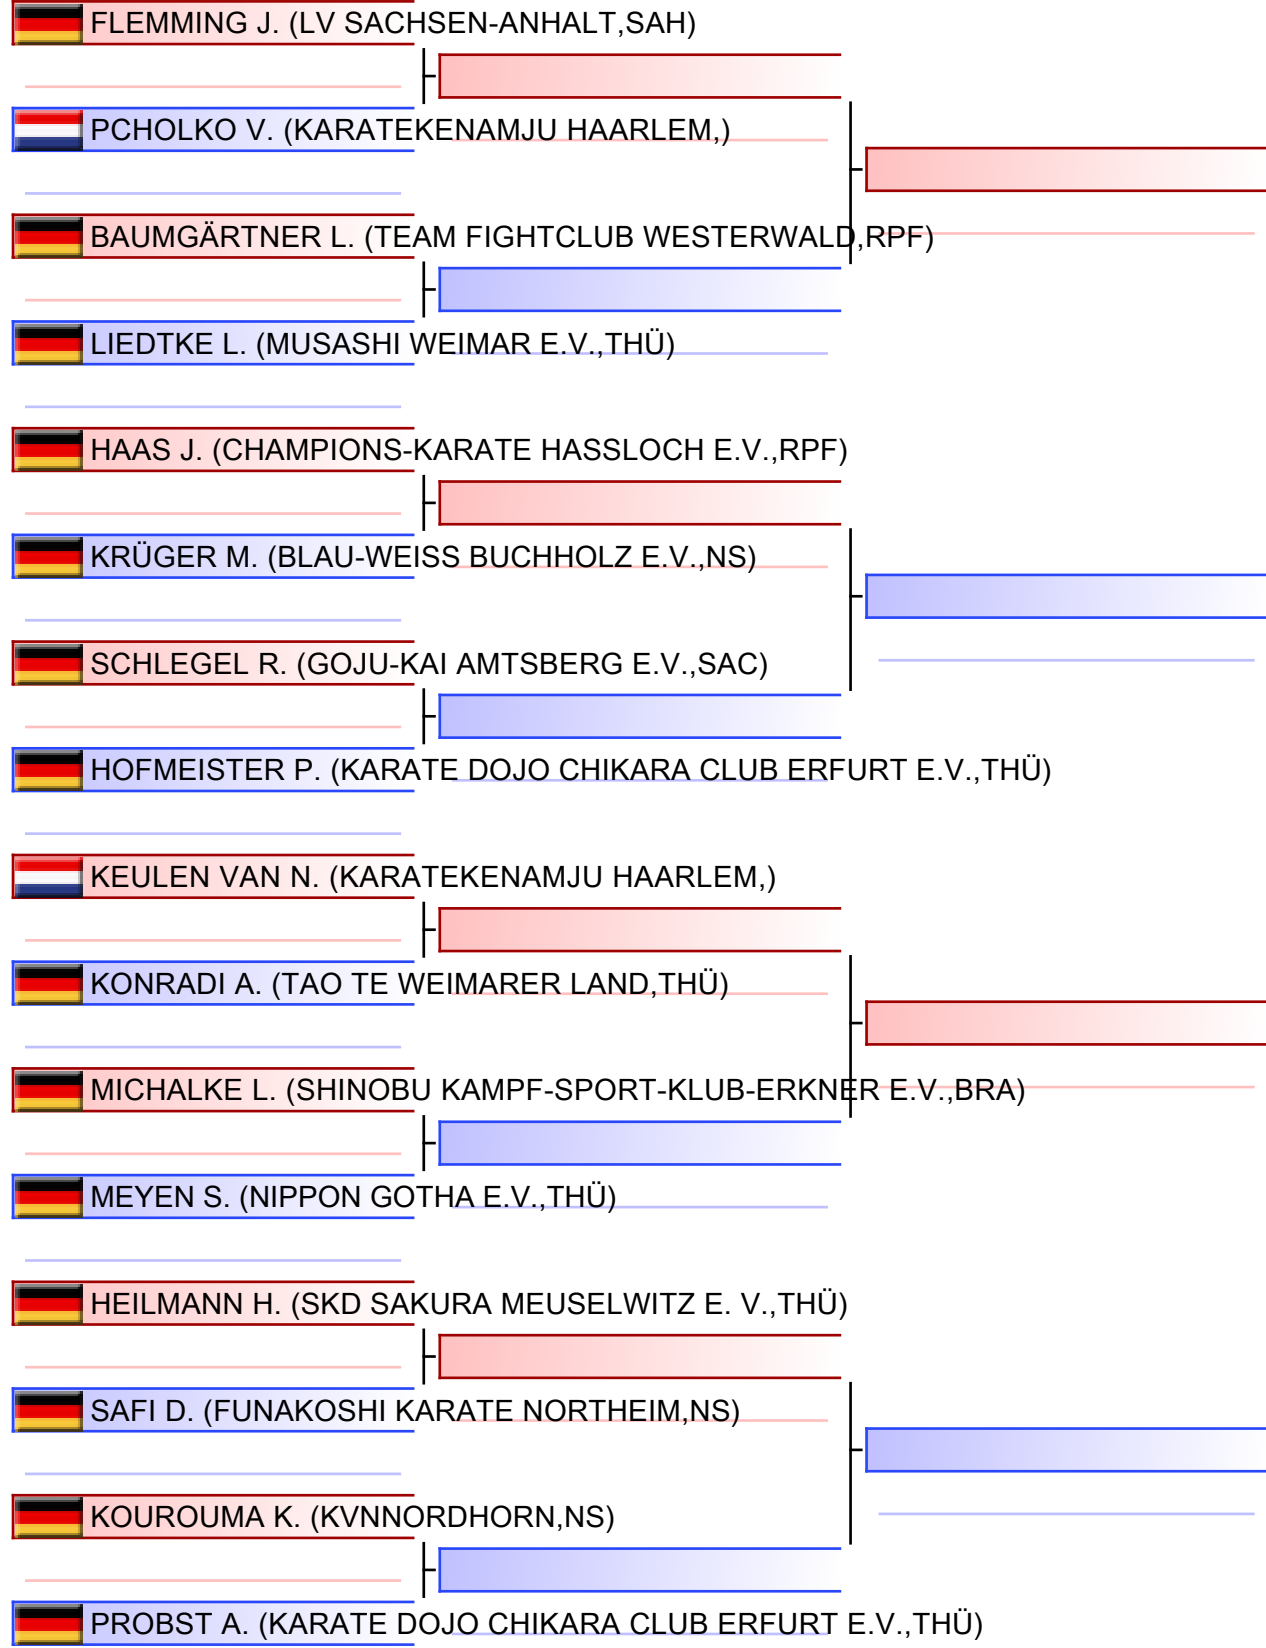 FLEMMING J. (LV SACHSEN-ANHALT,SAH)
PCHOLKO V. (KARATEKENAMJU HAARLEM,)
BAUMGÄRTNER L. (TEAM FIGHTCLUB WESTERWALD,RPF)
LIEDTKE L. (MUSASHI WEIMAR E.V.,THÜ)
HAAS J. (CHAMPIONS-KARATE HASSLOCH E.V.,RPF)
KRÜGER M. (BLAU-WEISS BUCHHOLZ E.V.,NS)
SCHLEGEL R. (GOJU-KAI AMTSBERG E.V.,SAC)
HOFMEISTER P. (KARATE DOJO CHIKARA CLUB ERFURT E.V.,THÜ)
KEULEN VAN N. (KARATEKENAMJU HAARLEM,)
KONRADI A. (TAO TE WEIMARER LAND,THÜ)
MICHALKE L. (SHINOBU KAMPF-SPORT-KLUB-ERKNER E.V.,BRA)
MEYEN S. (NIPPON GOTHA E.V.,THÜ)
HEILMANN H. (SKD SAKURA MEUSELWITZ E. V.,THÜ)
SAFI D. (FUNAKOSHI KARATE NORTHEIM,NS)
KOUROUMA K. (KVNNORDHORN,NS)
PROBST A. (KARATE DOJO CHIKARA CLUB ERFURT E.V.,THÜ)